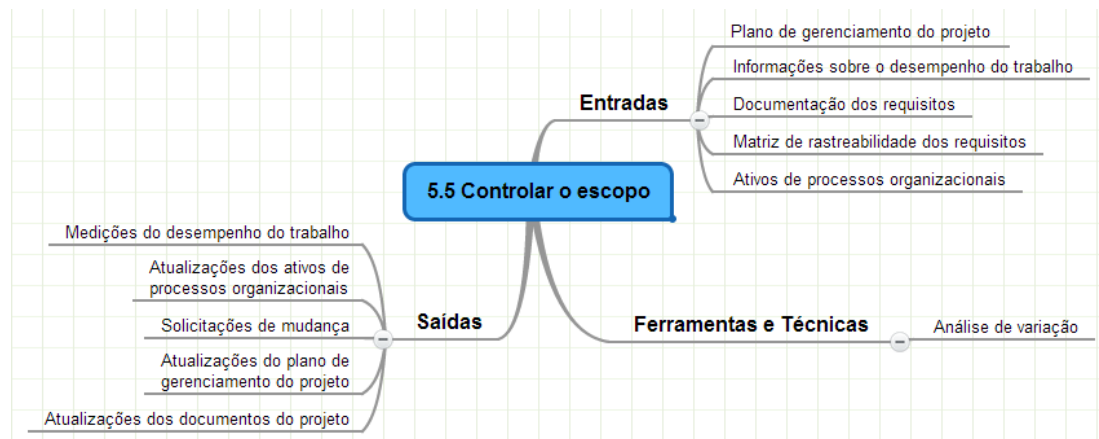 Plano de gerenciamento do projeto
Informações sobre o desempenho do trabalho
Entradas
Documentação dos requisitos
Matriz de rastreabilidade dos requisitos
Ativos de processos organizacionais
5.5 Controlar o escopo
Medições do desempenho do trabalho
Atualizações dos ativos de
processos organizacionais
Solicitações de mudança
Atualizações do plano de
gerenciamento do projeto
Atualizações dos documentos do projeto
Saídas
Ferramentas e Técnicas
Análise de variação